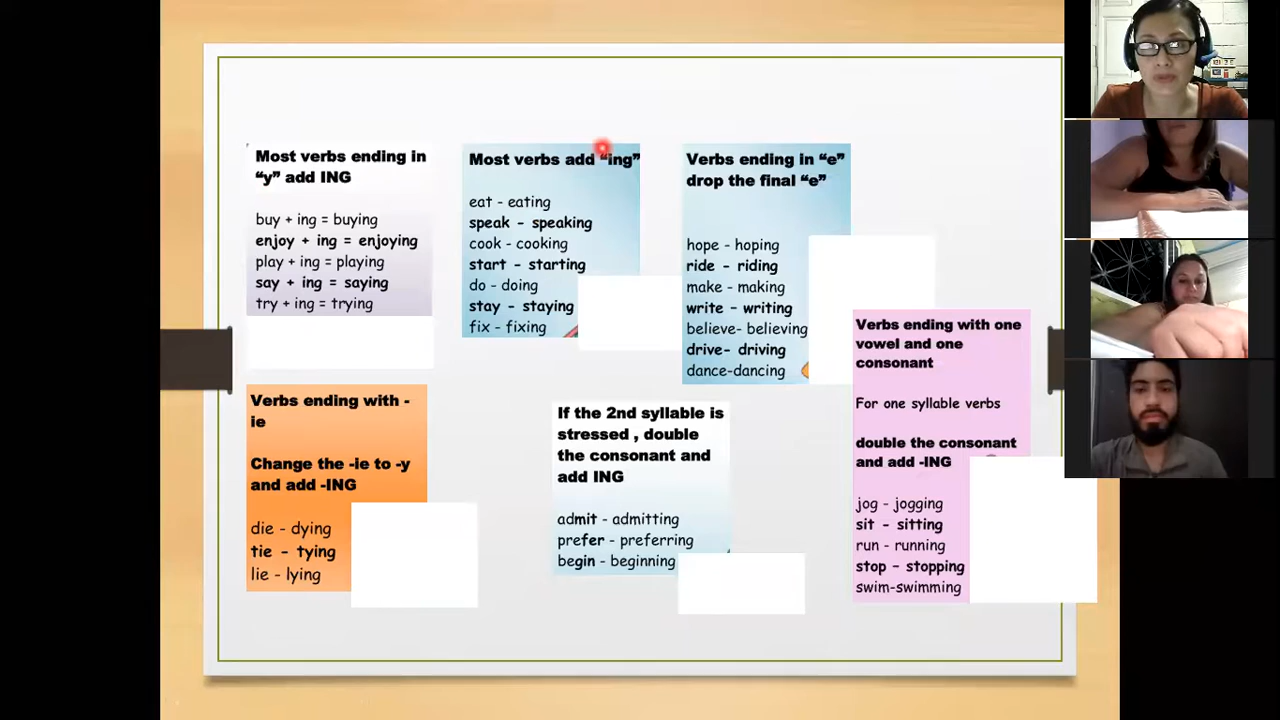 Most verbs ending in
“y” add ING
buy + ing = buying
enjoy + ing = enjoying
play + ing = playing
say + ing = saying
try + ing = trying
Most verbs add “ing”
eat - eating
speak - speaking
cook - cooking
start - starting
do - doing
stay - staying
fix - fixing
Verbs ending in “e”
drop the final “e”
hope - hoping
ride - riding
make - making
write - writing
believe- believing
drive- driving
dance-dancing
Verbs ending with -
ie
Change the -ie to -y
and add -ING
die - dying
tie - tying
lie - lying
If the 2nd syllable is
stressed , double
the consonant and
add ING
admit - admitting
prefer - preferring
begin - beginning
Verbs ending with one
vowel and one
consonant
For one syllable verbs
double the consonant
and add -ING
jog - jogging
sit - sitting
run - running
stop - stopping
swim-swimming